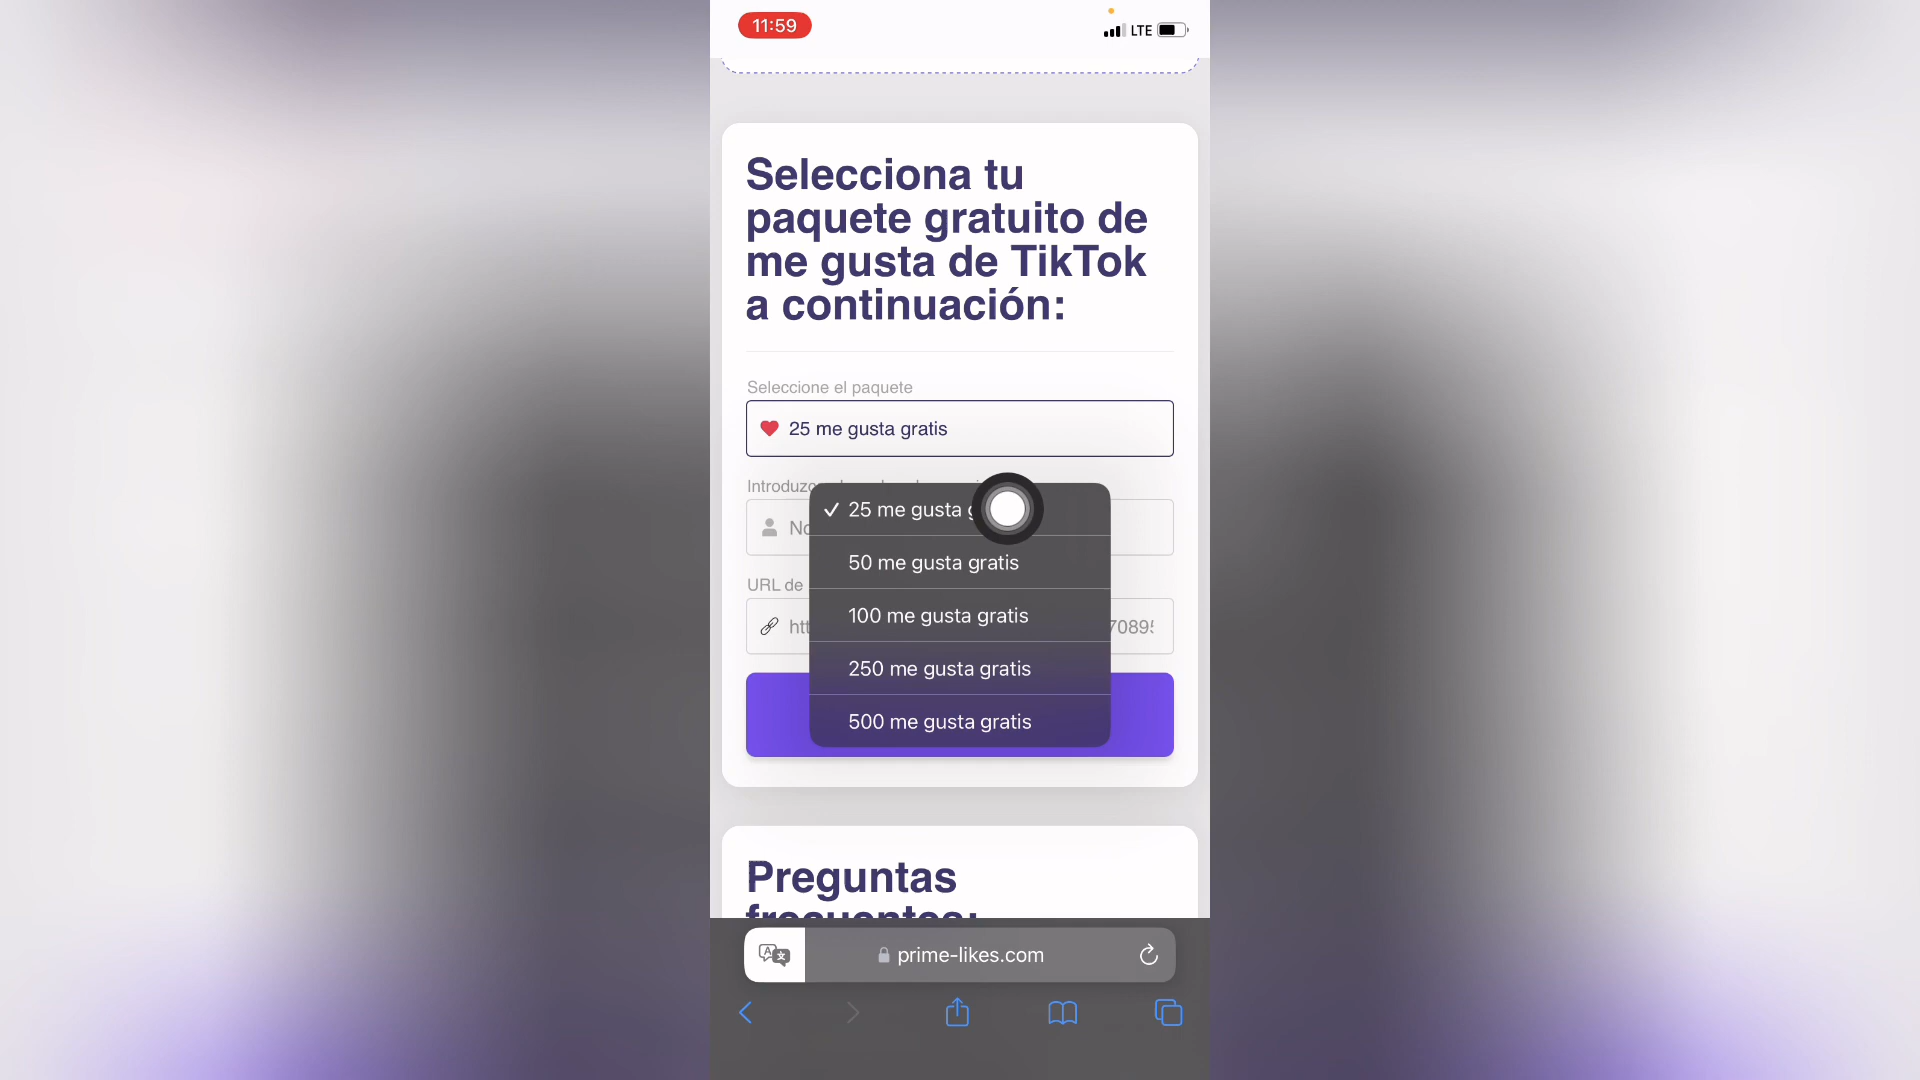 11:59
LTE
Selecciona tu
paquete gratuito de
me gusta de TikTok
a continuación:
Seleccione el paquete
25 me gusta gratis
25 me gusta
50 me gusta gratis
100 me gusta gratis
250 me gusta gratis
500 me gusta gratis
URL de
Preguntas
frecuentes:
prime-likes.com